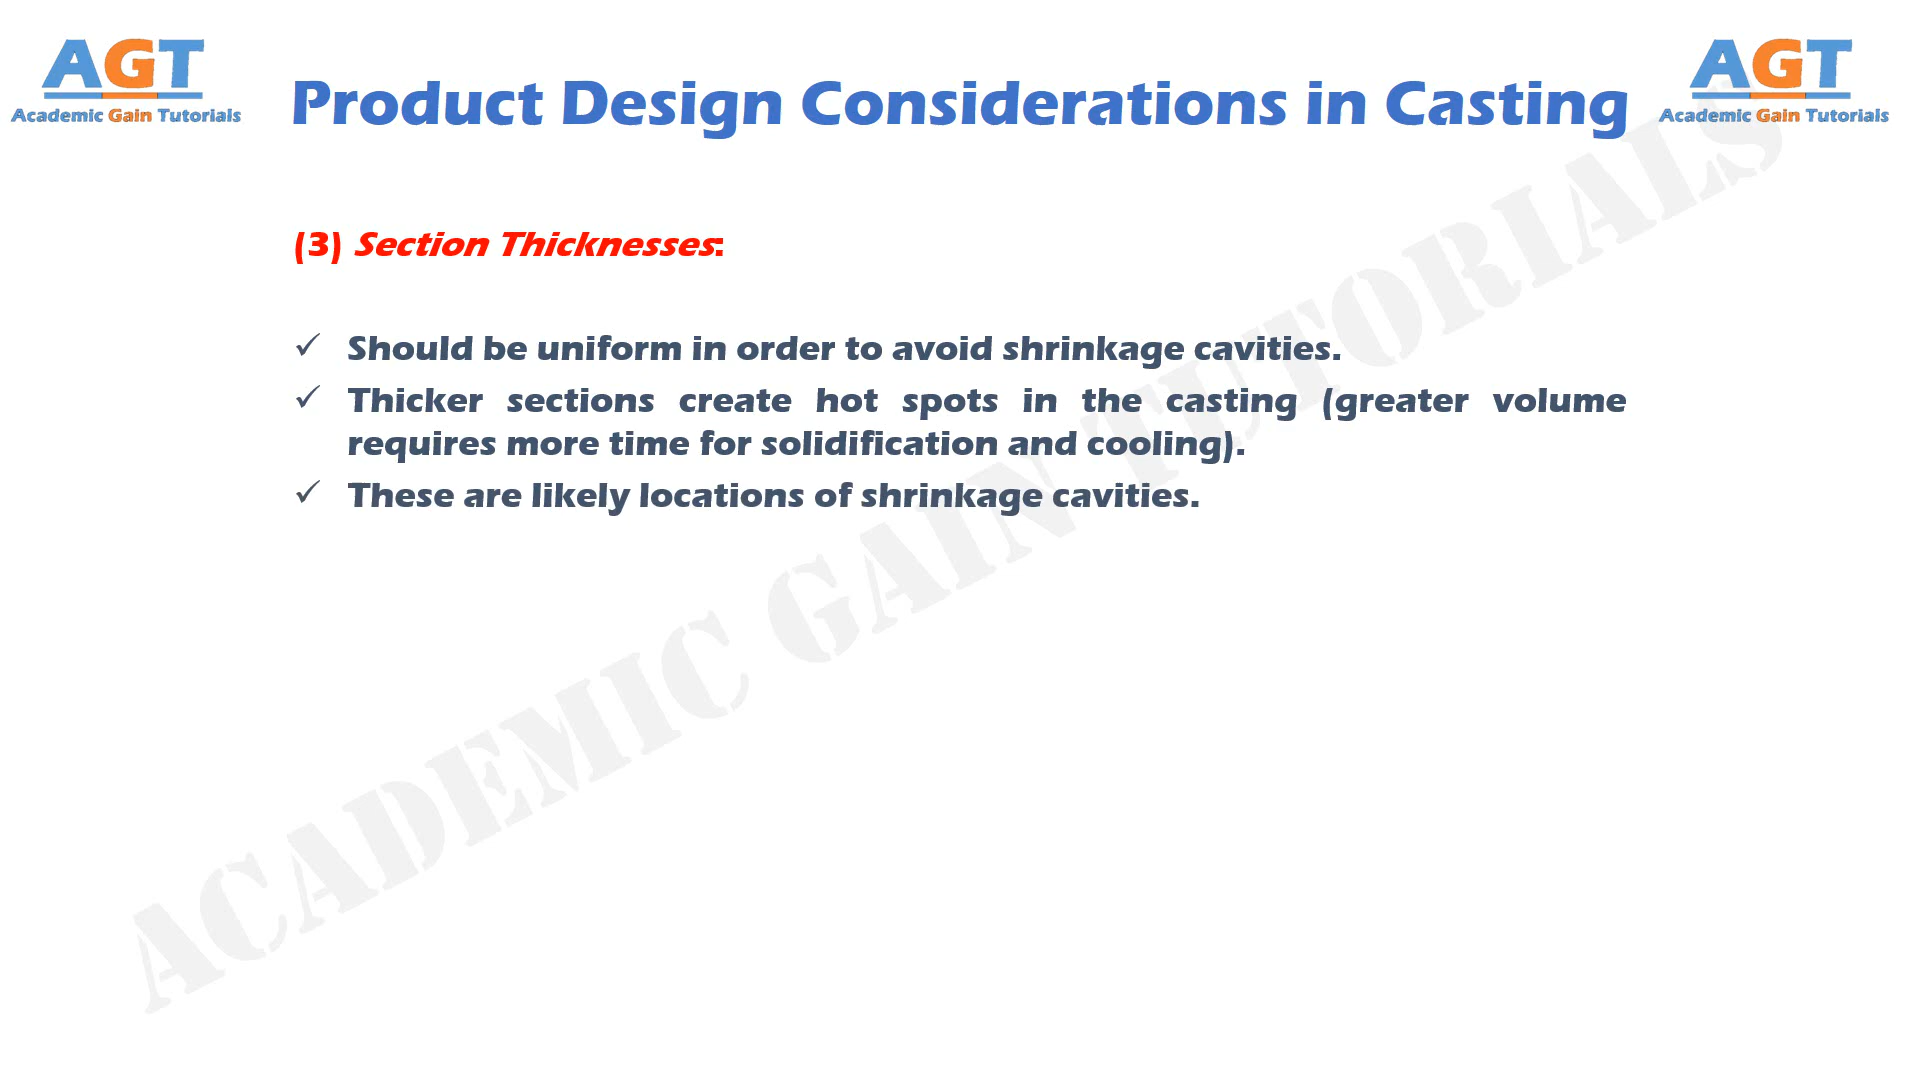 AGT
Academic Gain Tutorials
Product Design Considerations in Casting
AGT
Academic Gain Tutorials
(3) Section Thicknesses:
✓ Should be uniform in order to avoid shrinkage cavities.
✓ Thicker sections create hot spots in the casting (greater volume
requires more time for solidification and cooling).
✓ These are likely locations of shrinkage cavities.
ACADEMIC GAIN TUTORIALS